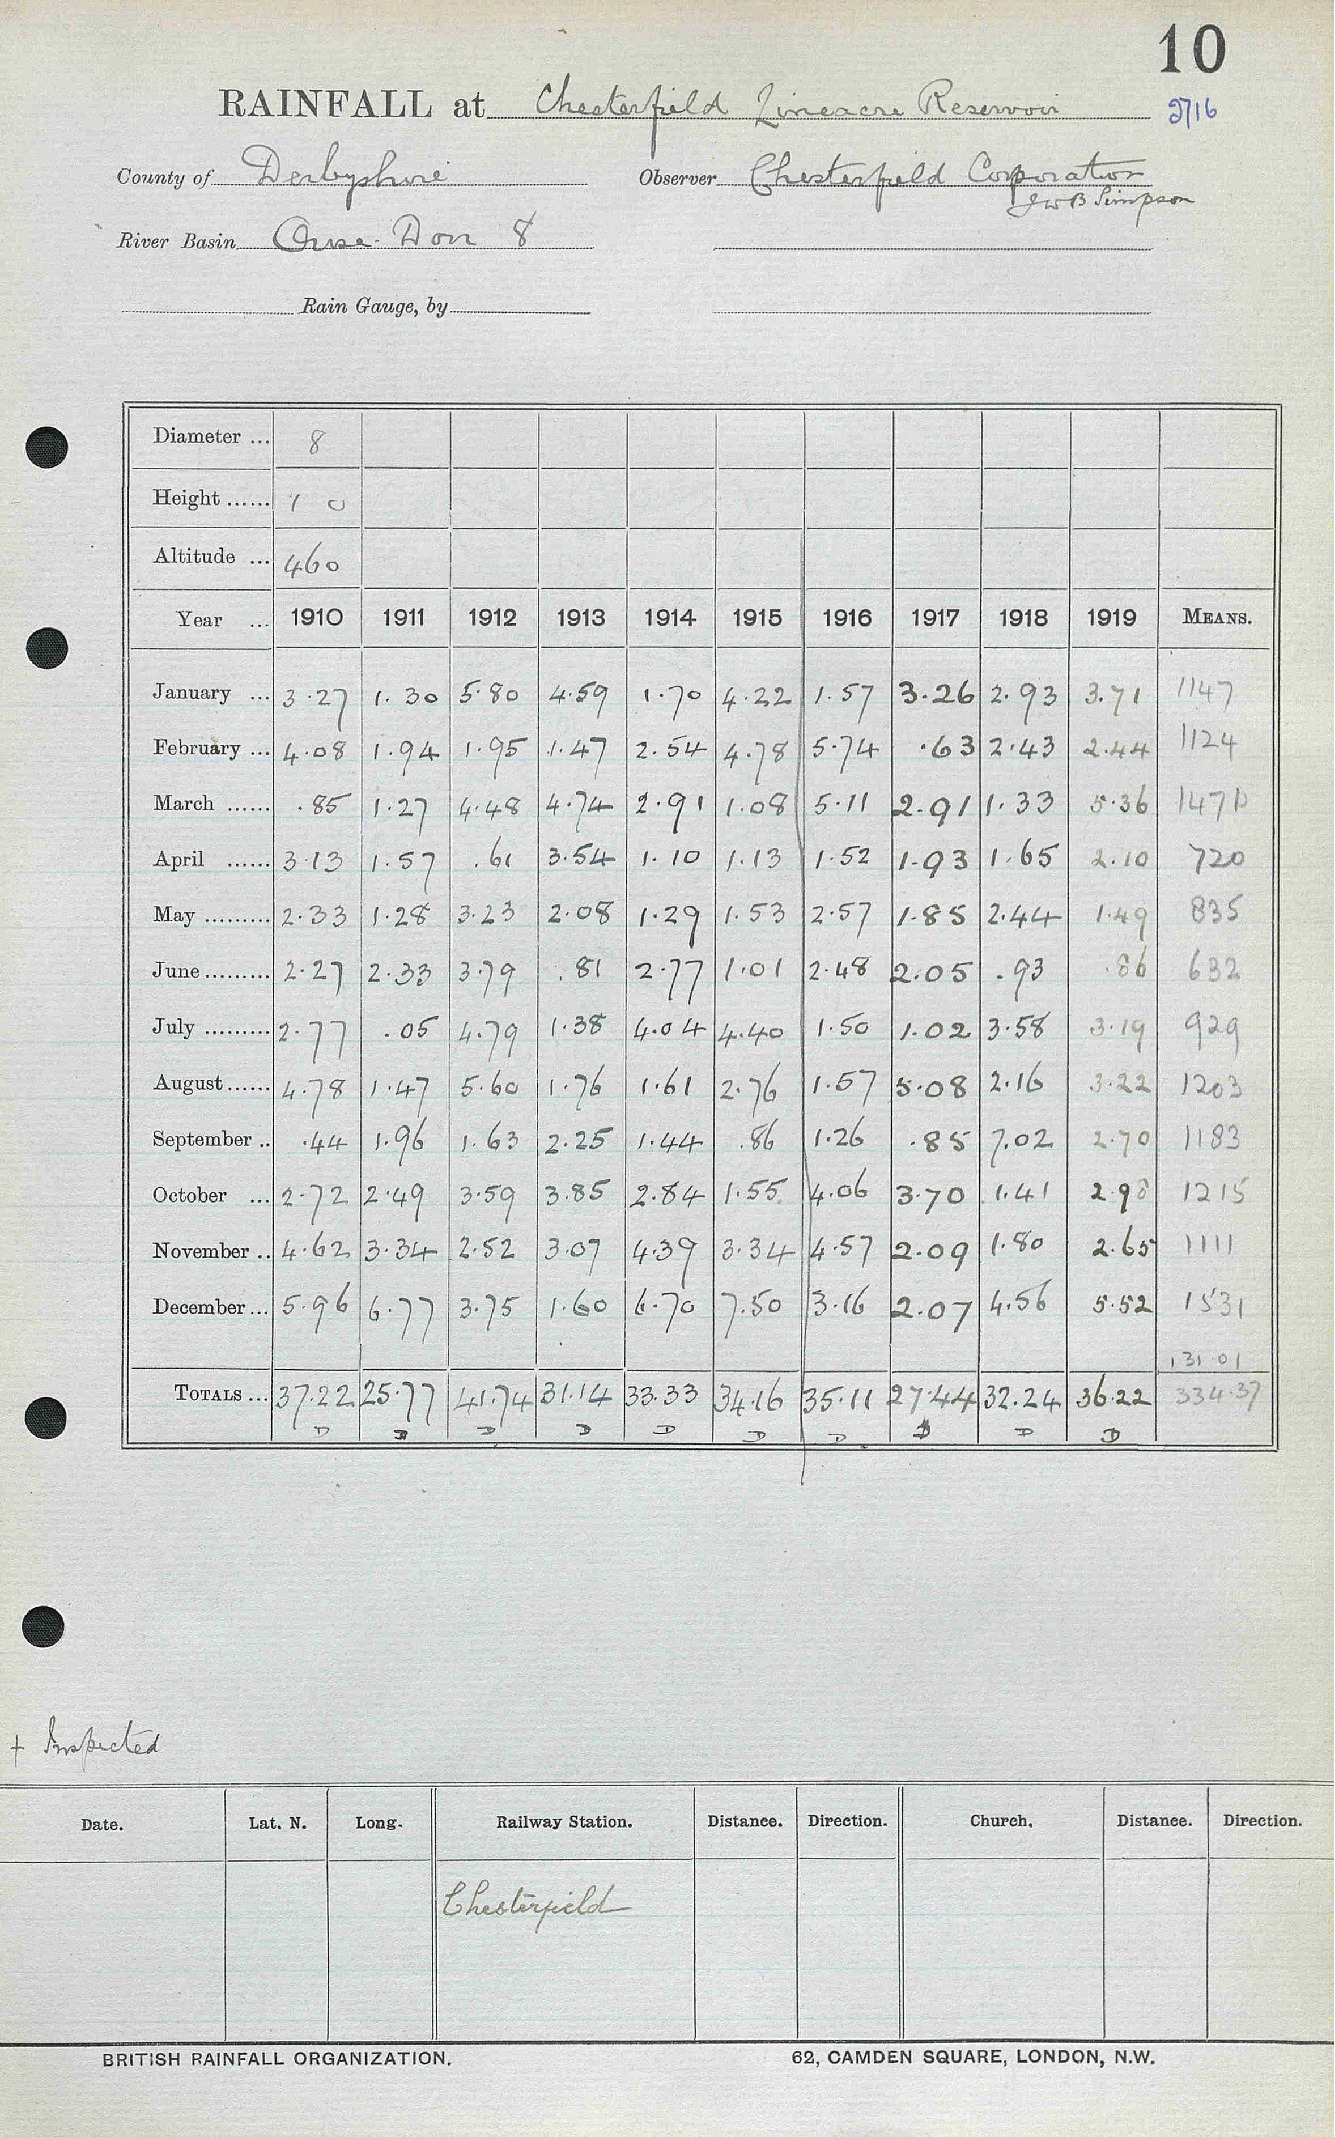 10
RAINFALL at Chesterfield Lineacre Reservoir 2716
County of Derbyshire Observer Chesterfield Corporation
JWB Simpson
River Basin Ouse. Don 8
Rain Gauge, by
Diameter ... 8
Height ...... 1 0
Altitude ... 460
Year ... 1910 1911 1912 1913 1914 1915 1916 1917 1918 1919 MEANS.
January ... 3.27 1.30 5.80 4.59 1.70 4.22 1.57 3.26 2.93 3.71 1147
February ... 4.08 1.94 1.95 1.47 2.54 4.78 5.74 .63 2.43 2.44 1124
March ...... .85 1.27 4.48 4.74 2.91 1.08 5.11 2.91 1.33 5.36 1471
April ...... 3.13 1.57 .61 3.54 1.10 1.13 1.52 1.93 1.65 2.10 720
May ......... 2.33 1.28 3.23 2.08 1.29 1.53 2.57 1.85 2.44 1.49 835
June ......... 2.27 2.33 3.79 .81 2.77 1.01 2.48 2.05 .93 .86 632
July ......... 2.77 .05 4.79 1.38 4.04 4.40 1.50 1.02 3.58 3.19 929
August ...... 4.78 1.47 5.60 1.76 1.61 2.76 1.57 5.08 2.16 3.22 1203
September .. .44 1.96 1.63 2.25 1.44 .86 1.26 .85 7.02 2.70 1183
October ... 2.72 2.49 3.59 3.85 2.84 1.55 4.06 3.70 1.41 2.98 1215
November .. 4.62 3.34 2.52 3.07 4.39 3.34 4.57 2.09 1.80 2.65 1111
December ... 5.96 6.77 3.75 1.60 6.70 7.50 3.16 2.07 4.56 5.52 1531
131.01
TOTALS ... 37.22 25.77 41.74 31.14 33.33 34.16 35.11 27.44 32.24 36.22 334.37
D D D D D D D D D D
+ Inspected
Date. Lat. N. Long. Railway Station. Distance. Direction. Church. Distance. Direction.
Chesterfield
BRITISH RAINFALL ORGANIZATION. 62, CAMDEN SQUARE, LONDON, N.W.